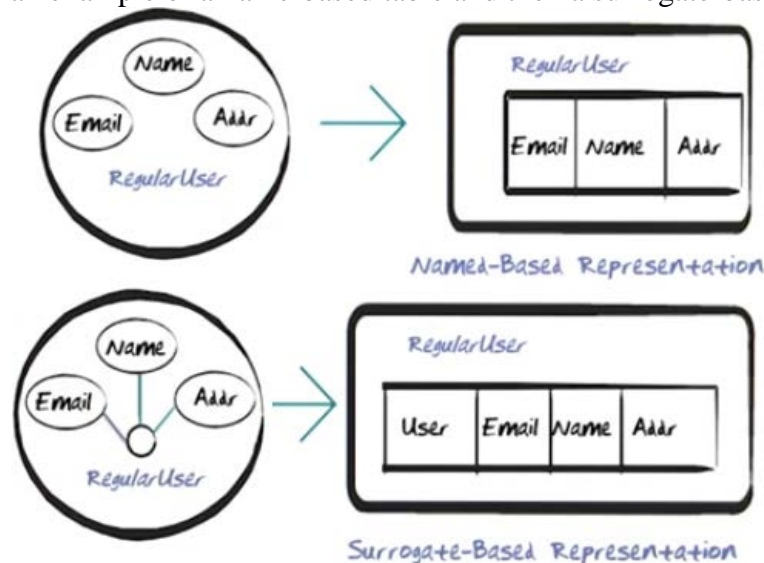 Name
Email Addr
RegularUser
RegularUser
Email Name Addr
Named-Based Representation
Name
Email Addr
RegularUser
RegularUser
User Email Name Addr
Surrogate-Based Representation